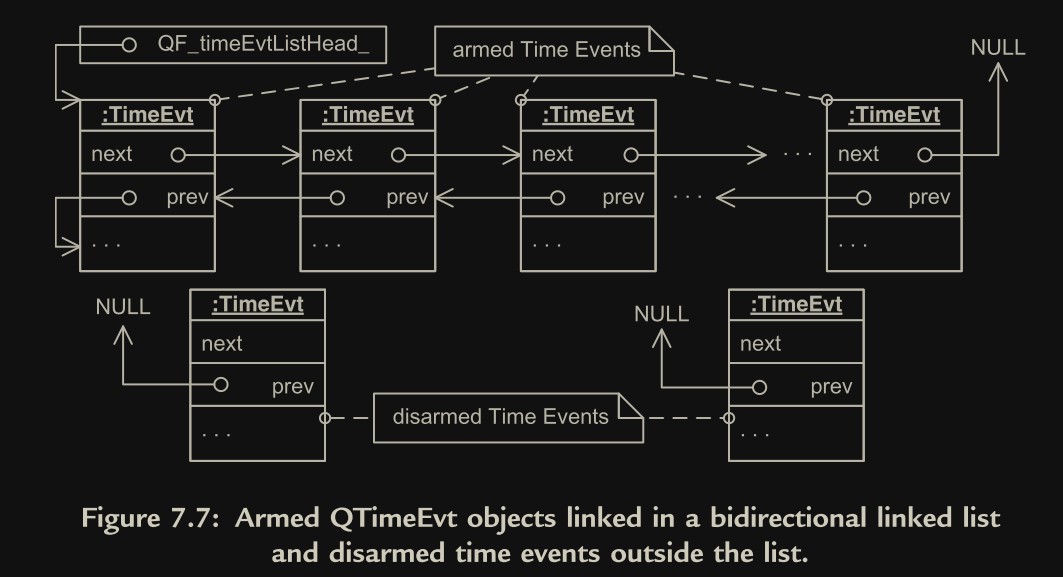 QF_timeEvtListHead_
armed Time Events
NULL
:TimeEvt :TimeEvt :TimeEvt :TimeEvt
next next next · · · next
prev prev prev · · · prev
· · · · · · · · · · · ·
NULL :TimeEvt NULL :TimeEvt
next next
prev prev
disarmed Time Events
· · · · · ·
Figure 7.7: Armed QTimeEvt objects linked in a bidirectional linked list
and disarmed time events outside the list.